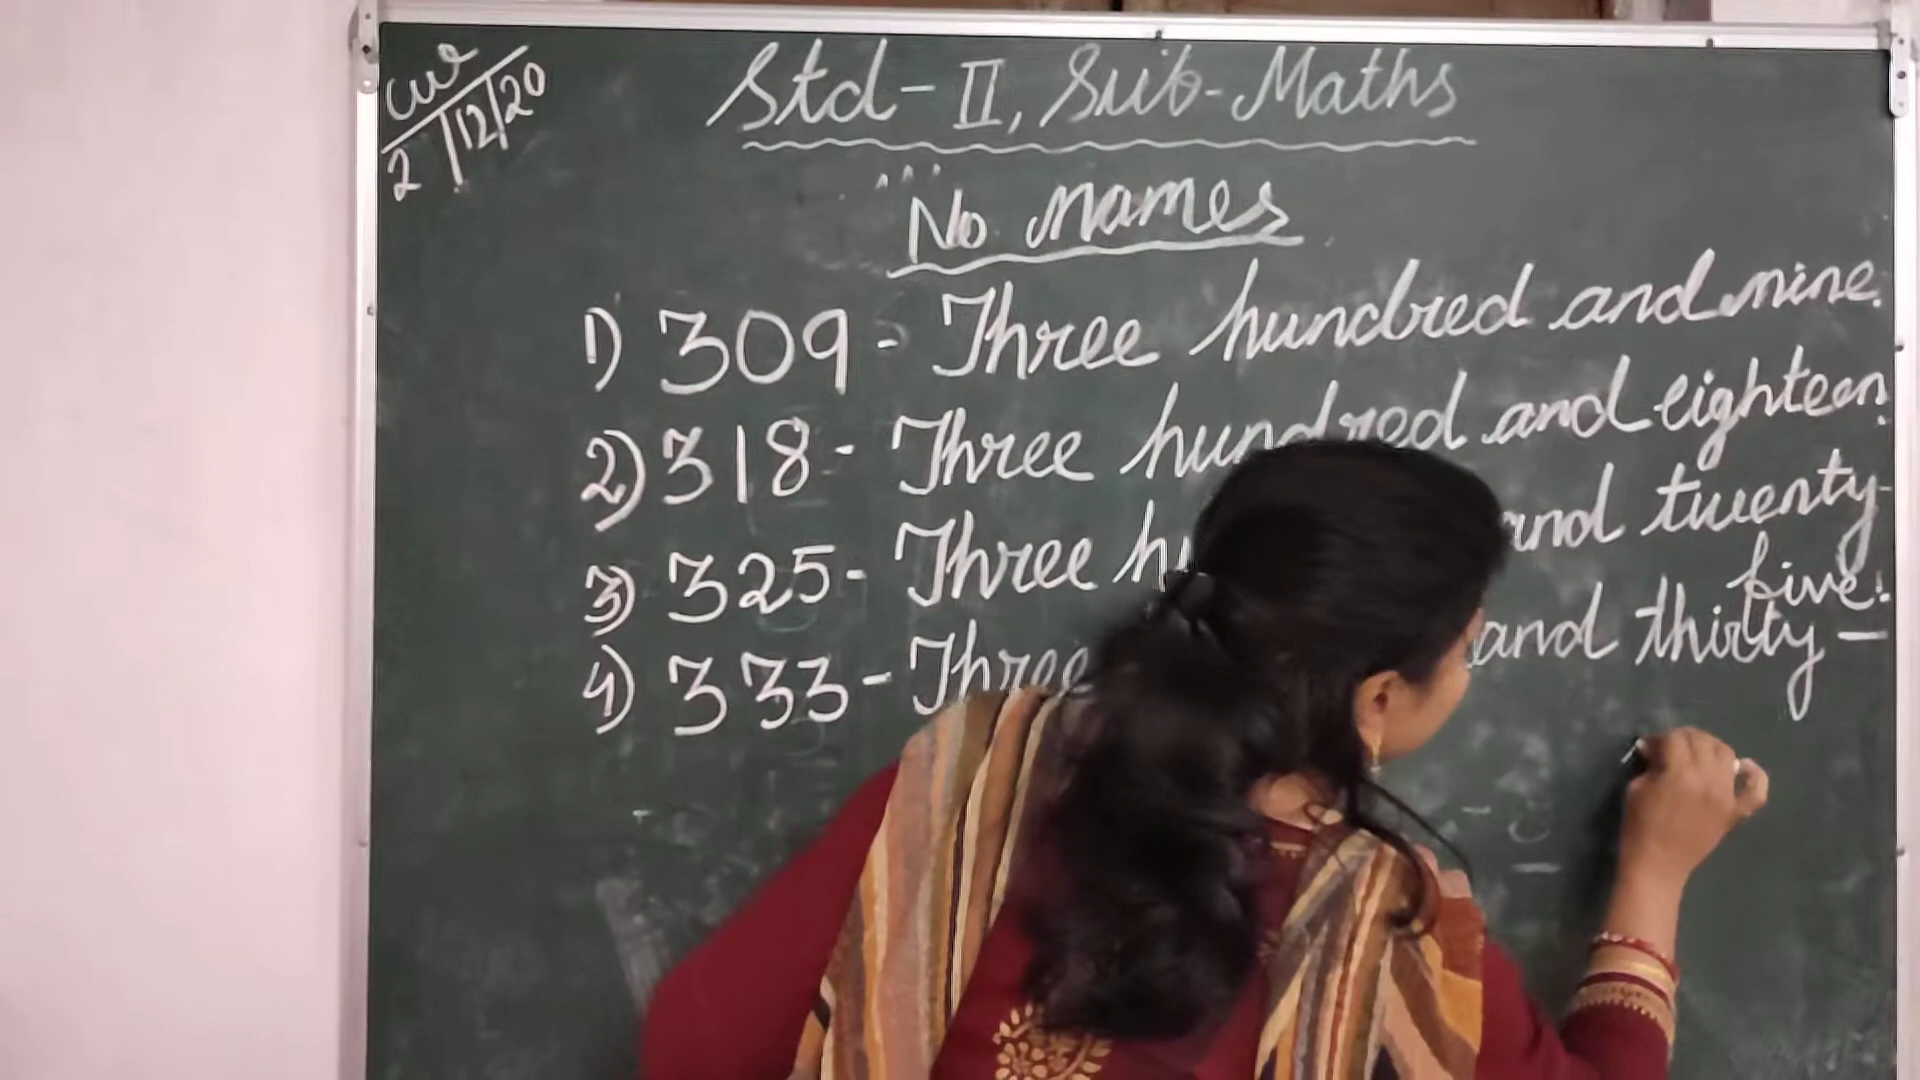 CW
2/12/20
Std-II, Sub-Maths
No names
1) 309- Three hundred and nine.
2) 318- Three hundred and eighteen.
3) 325- Three and twenty-
five.
4) 333- Three and thirty-